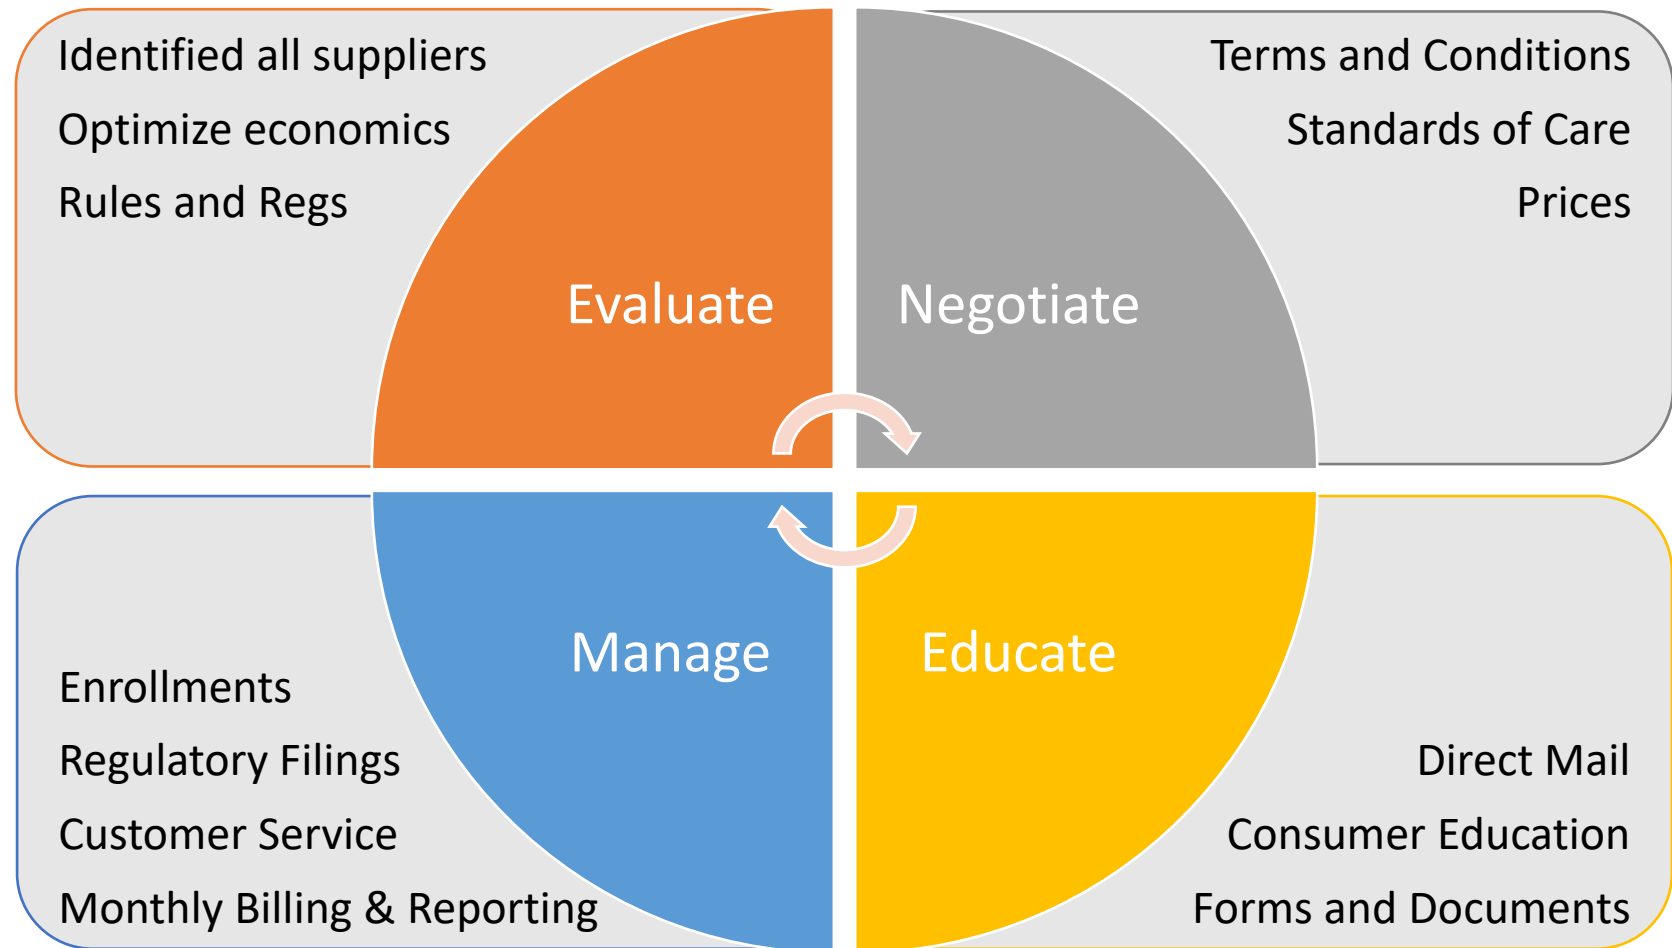 Identified all suppliers
Optimize economics
Rules and Regs
Evaluate
Terms and Conditions
Standards of Care
Prices
Negotiate
Enrollments
Regulatory Filings
Customer Service
Monthly Billing & Reporting
Manage
Educate
Direct Mail
Consumer Education
Forms and Documents